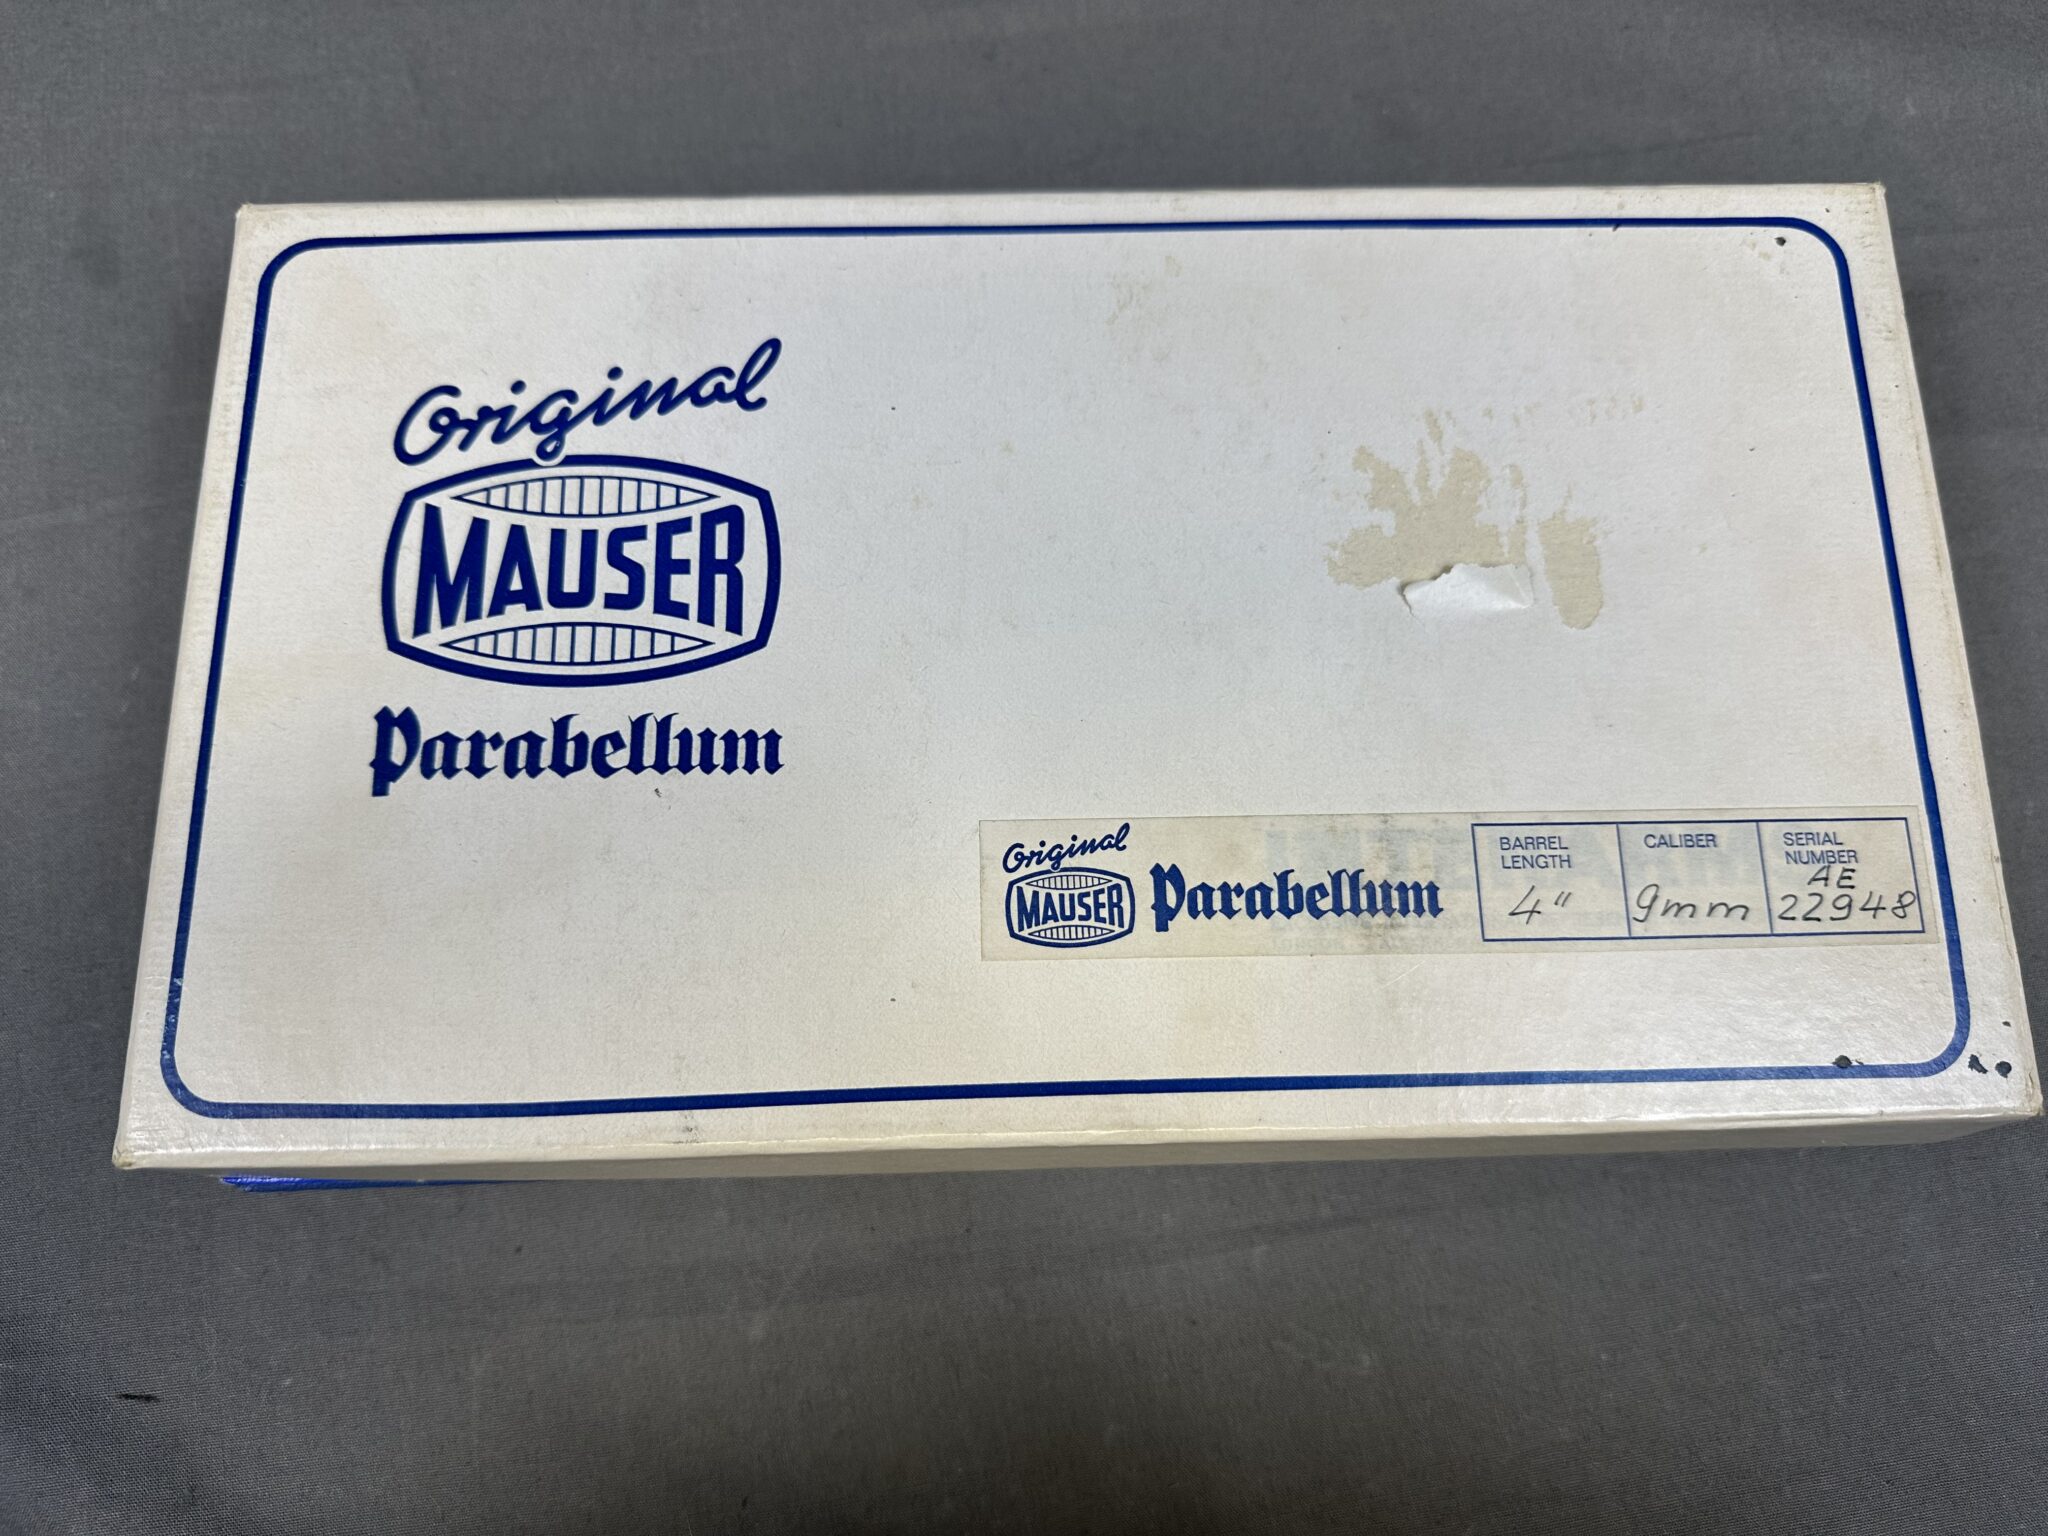 Original
MAUSER
Parabellum
Original
MAUSER
Parabellum
BARREL
LENGTH
4"
CALIBER
9mm
SERIAL
NUMBER
AE
22948